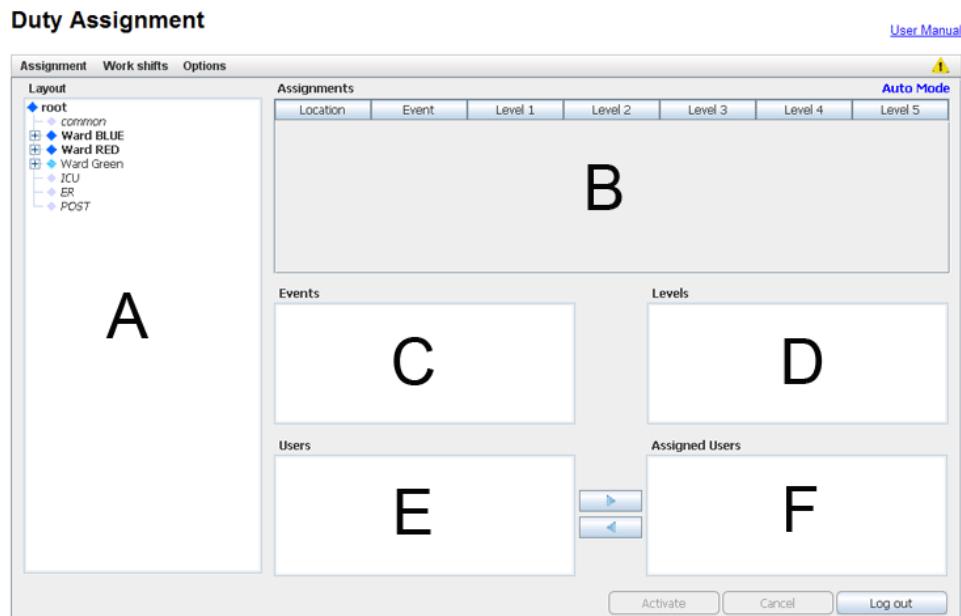 Duty Assignment
User Manual
Assignment Work shifts Options
Layout
root
common
Ward BLUE
Ward RED
Ward Green
ICU
ER
POST
A
Assignments Auto Mode
Location Event Level 1 Level 2 Level 3 Level 4 Level 5
B
Events
C
Levels
D
Users
E
Assigned Users
F
Activate Cancel Log out